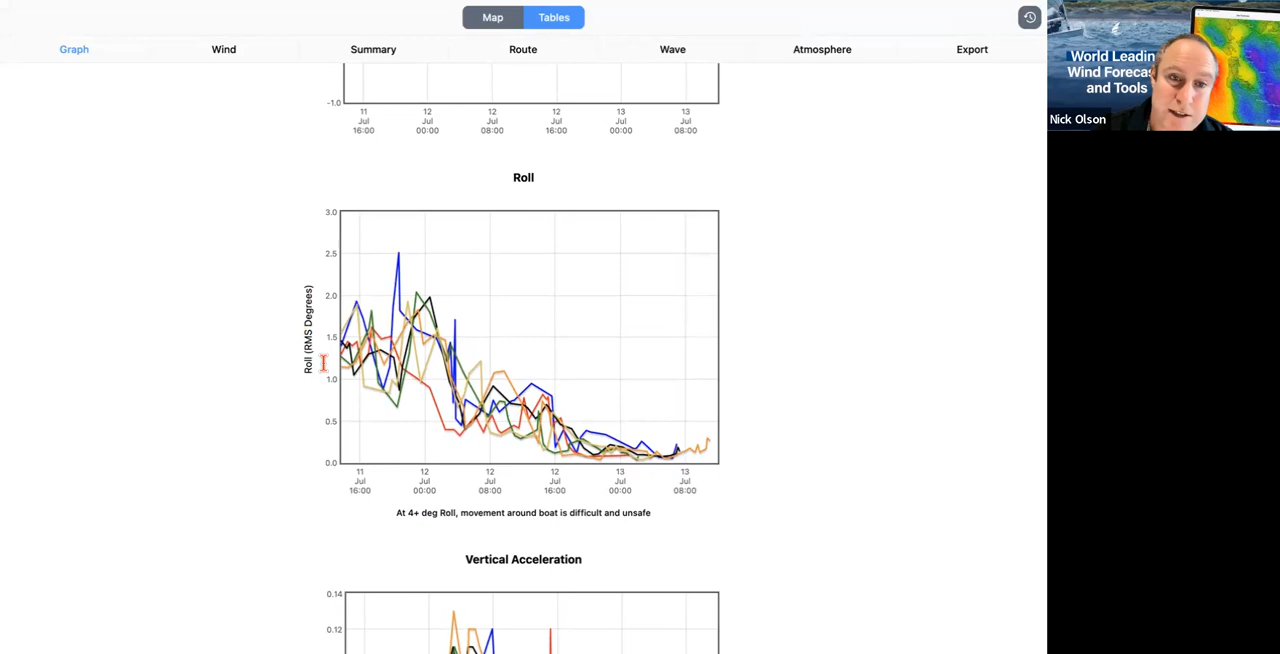 Map Tables
Graph Wind Summary Route Wave Atmosphere Export
World Leadin
Wind Foreca
and Tools
Nick Olson
-1.0
11 12 12 12 13 13
Jul Jul Jul Jul Jul Jul
16:00 00:00 08:00 16:00 00:00 08:00
Roll
3.0
2.5
2.0
1.5
1.0
0.5
0.0
Roll (RMS Degrees)
11 12 12 12 13 13
Jul Jul Jul Jul Jul Jul
16:00 00:00 08:00 16:00 00:00 08:00
At 4+ deg Roll, movement around boat is difficult and unsafe
Vertical Acceleration
0.14
0.12